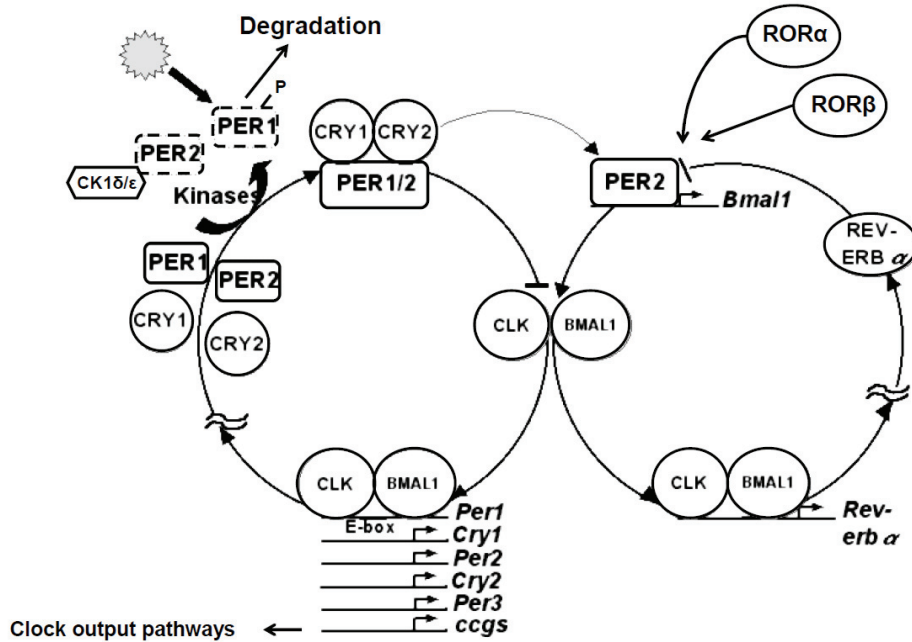 Degradation
P
PER1
PER2
CK1δ/ε
Kinases
CRY1
CRY2
PER1/2
RORα
RORβ
PER2
Bmal1
REV-
ERB α
PER1
PER2
CRY1
CRY2
CLK
BMAL1
CLK
BMAL1
E-box
Per1
Cry1
Per2
Cry2
Per3
ccgs
CLK
BMAL1
Rev-
erb α
Clock output pathways